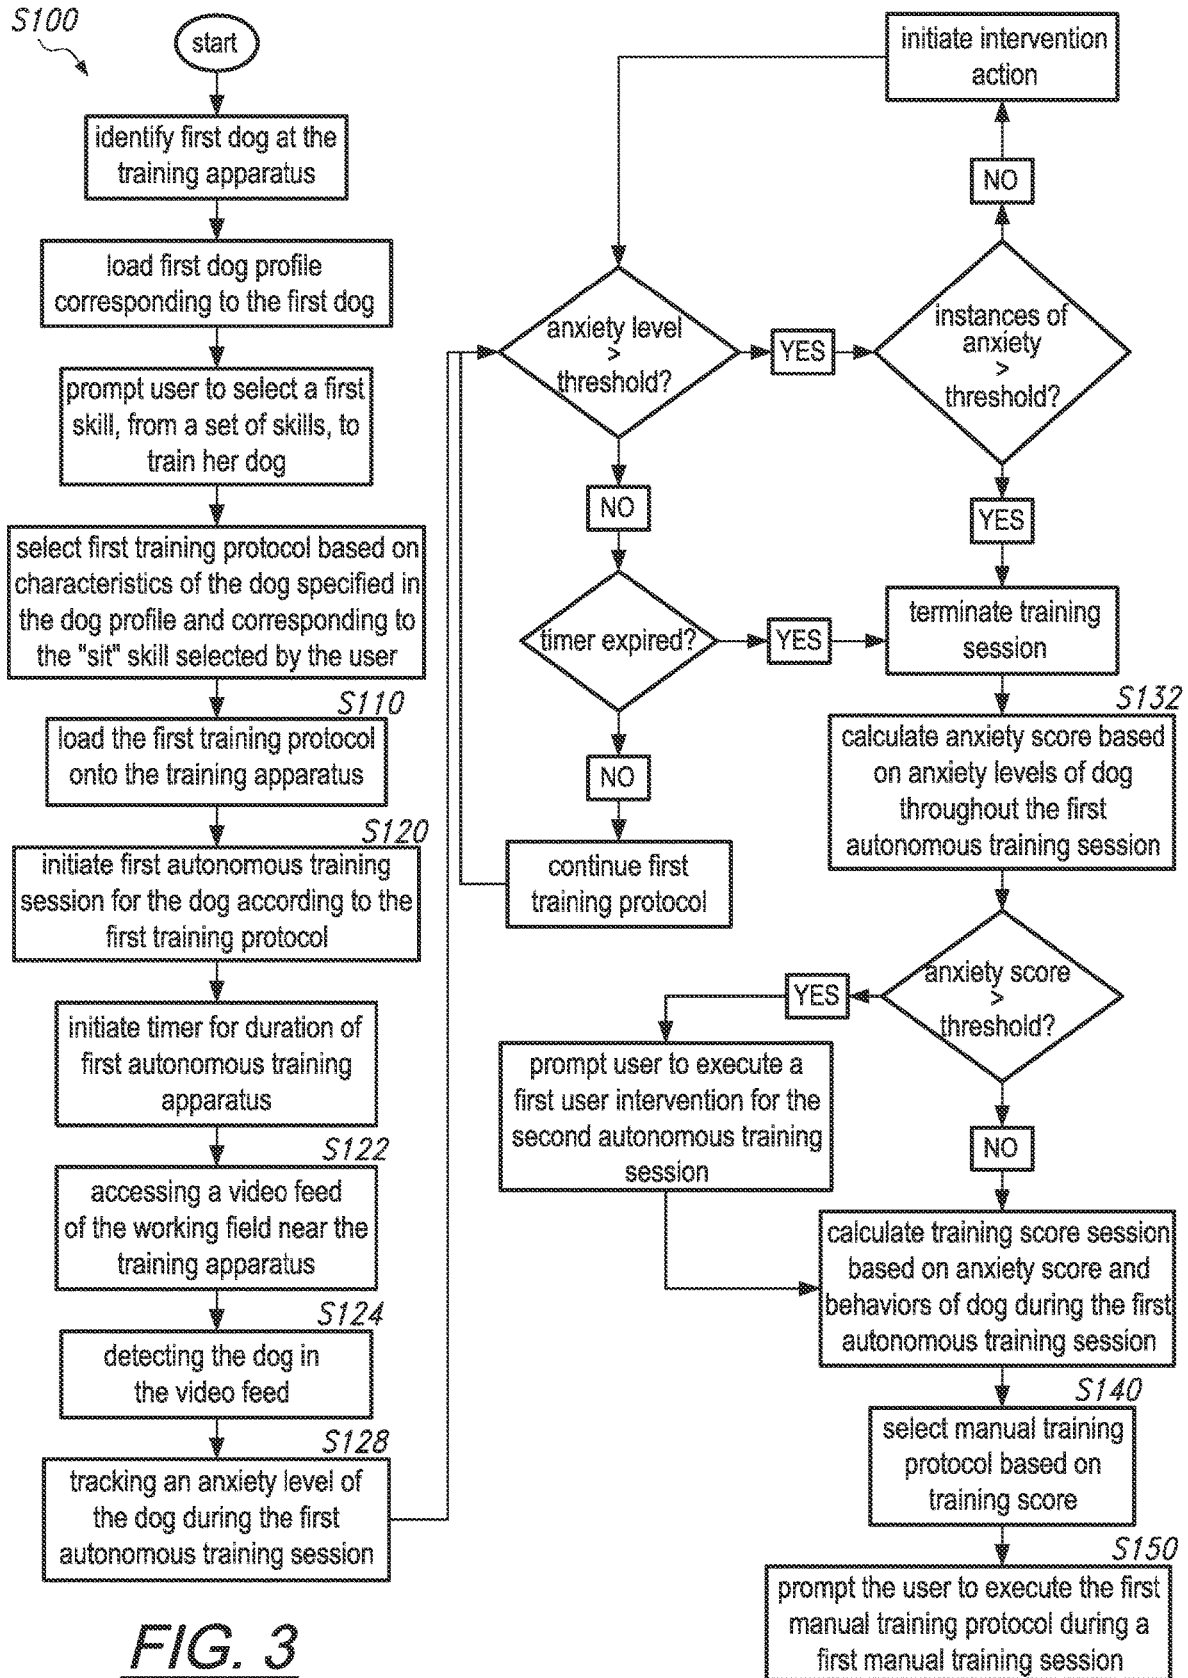 S100
start
identify first dog at the
training apparatus
load first dog profile
corresponding to the first dog
prompt user to select a first
skill, from a set of skills, to
train her dog
select first training protocol based on
characteristics of the dog specified in
the dog profile and corresponding to
the "sit" skill selected by the user
S110
load the first training protocol
onto the training apparatus
S120
initiate first autonomous training
session for the dog according to the
first training protocol
initiate timer for duration of
first autonomous training
apparatus
S122
accessing a video feed
of the working field near the
training apparatus
S124
detecting the dog in
the video feed
S128
tracking an anxiety level of
the dog during the first
autonomous training session
initiate intervention
action
NO
anxiety level
>
threshold?
YES
instances of
anxiety
>
threshold?
NO
YES
timer expired?
YES
terminate training
session
NO
continue first
training protocol
S132
calculate anxiety score based
on anxiety levels of dog
throughout the first
autonomous training session
anxiety score
>
threshold?
YES
prompt user to execute a
first user intervention for the
second autonomous training
session
NO
calculate training score session
based on anxiety score and
behaviors of dog during the first
autonomous training session
S140
select manual training
protocol based on
training score
S150
prompt the user to execute the first
manual training protocol during a
first manual training session
FIG. 3